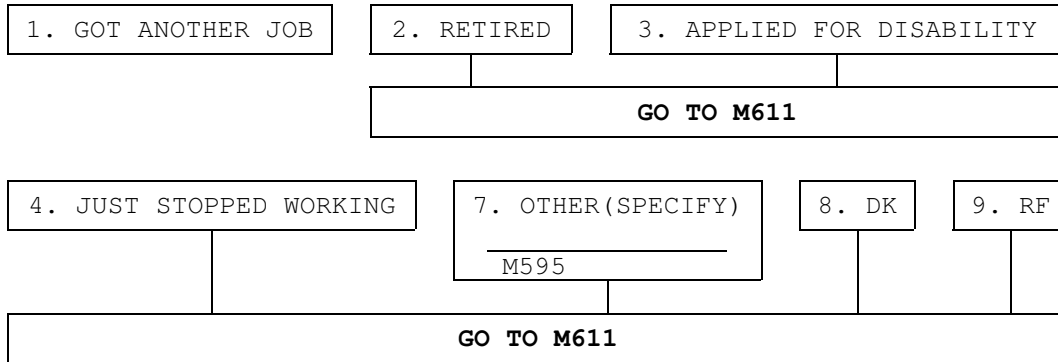 1. GOT ANOTHER JOB 2. RETIRED 3. APPLIED FOR DISABILITY
GO TO M611
4. JUST STOPPED WORKING 7. OTHER(SPECIFY) 8. DK 9. RF
M595
GO TO M611